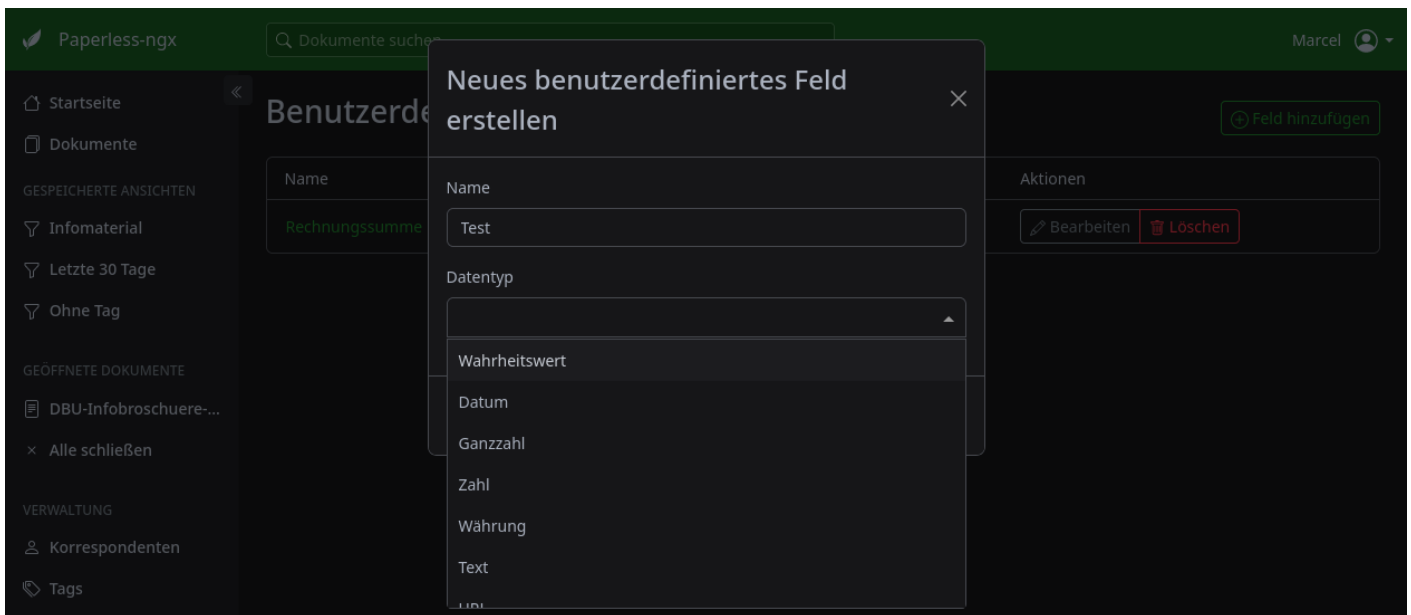 Paperless-ngx
Dokumente suchen
Marcel
Startseite
Dokumente
GESPEICHERTE ANSICHTEN
Infomaterial
Letzte 30 Tage
Ohne Tag
GEÖFFNETE DOKUMENTE
DBU-Infobroschuere-...
Alle schließen
VERWALTUNG
Korrespondenten
Tags
Benutzerde
Feld hinzufügen
Name
Aktionen
Rechnungssumme
Bearbeiten
Löschen
Neues benutzerdefiniertes Feld
erstellen
Name
Test
Datentyp
Wahrheitswert
Datum
Ganzzahl
Zahl
Währung
Text
URL